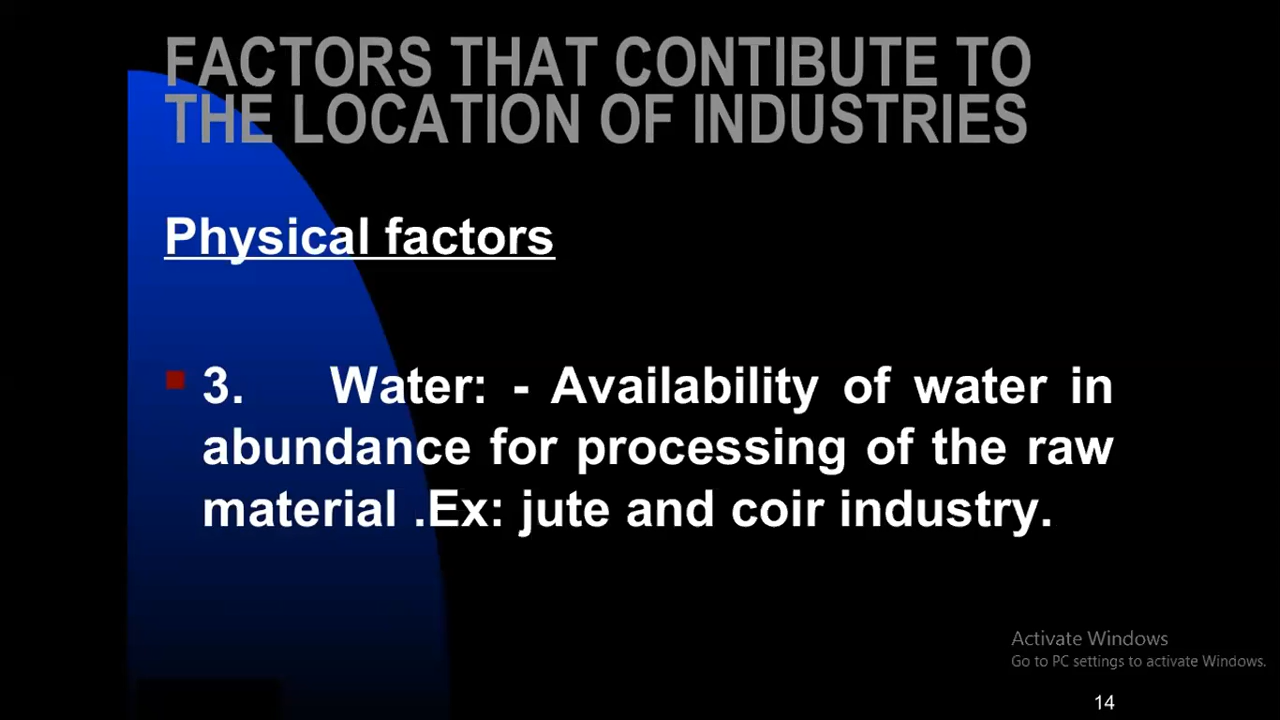 FACTORS THAT CONTIBUTE TO
THE LOCATION OF INDUSTRIES
Physical factors
3. Water: - Availability of water in
abundance for processing of the raw
material .Ex: jute and coir industry.
Activate Windows
Go to PC settings to activate Windows.
14